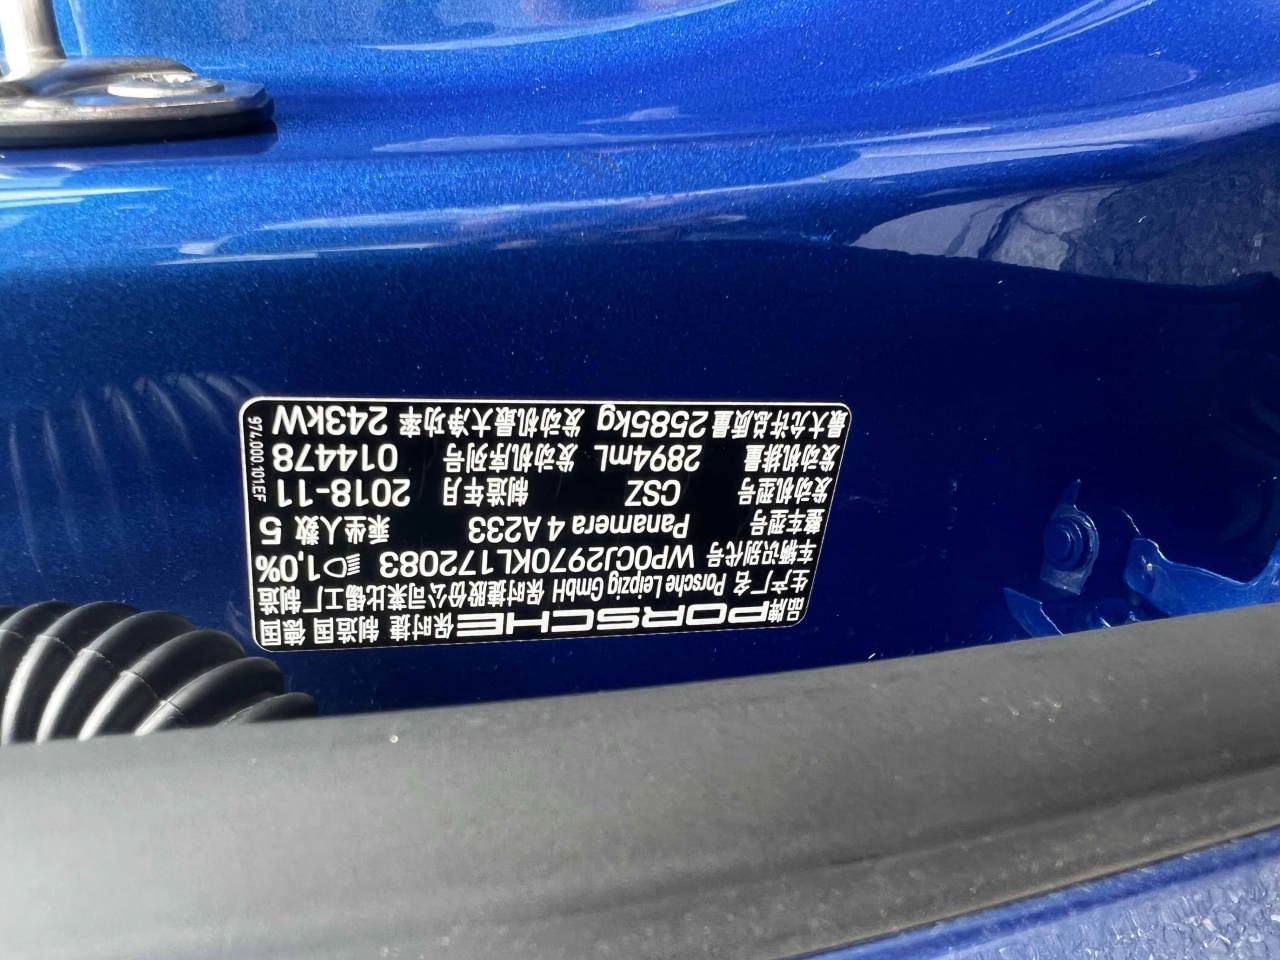 品牌 PORSCHE 保时捷 制造国 德国
生产厂名 Porsche Leipzig GmbH 保时捷股份公司莱比锡工厂制造
车辆识别代号 WP0CJ2970KL172083 1,0%
整车型号 Panamera 4 A233 乘坐人数 5
发动机型号 CSZ 制造年月 2018-11
发动机排量 2894mL 发动机序列号 014478
最大允许总质量 2585kg 发动机最大净功率 243kW
974.000.101.EF